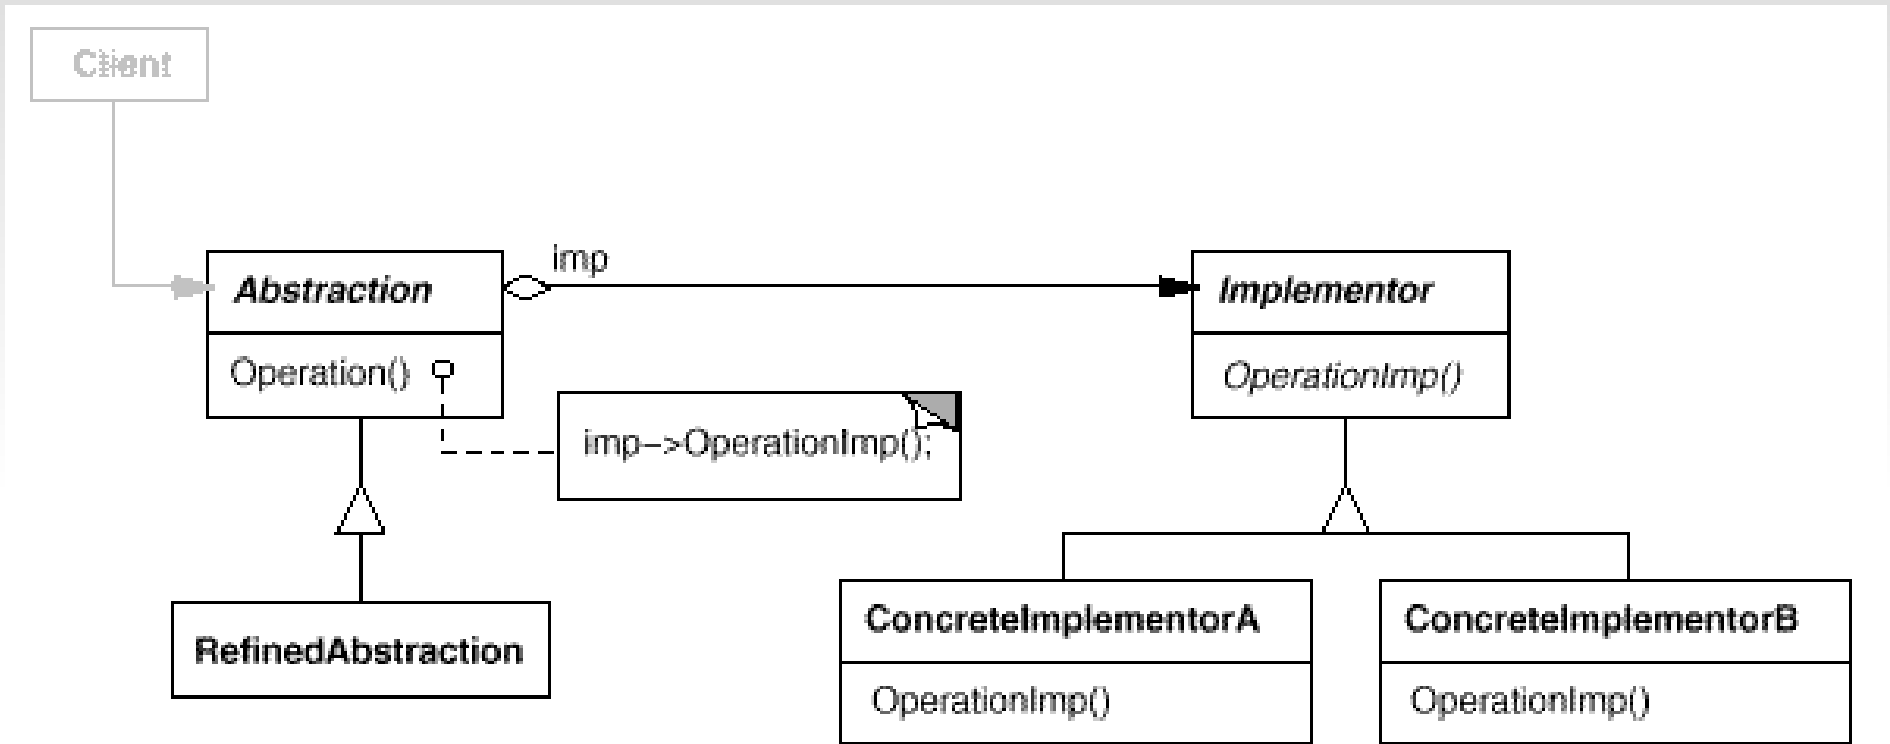 Client
imp
Abstraction
Implementor
Operation()
OperationImp()
imp->OperationImp();
RefinedAbstraction
ConcreteImplementorA
ConcreteImplementorB
OperationImp()
OperationImp()